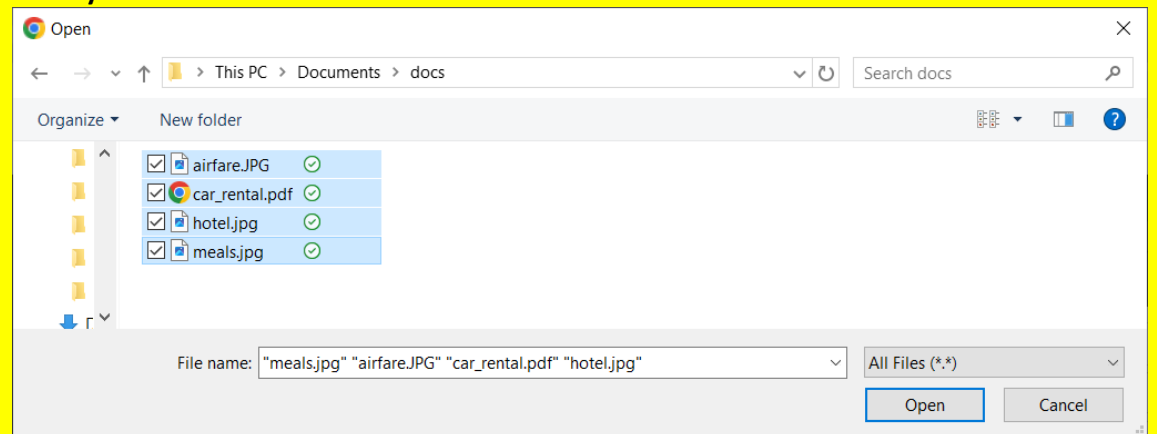 Open
This PC > Documents > docs
Search docs
Organize
New folder
?
airfare.JPG
car_rental.pdf
hotel.jpg
meals.jpg
File name: "meals.jpg" "airfare.JPG" "car_rental.pdf" "hotel.jpg"
All Files (*.*)
Open
Cancel